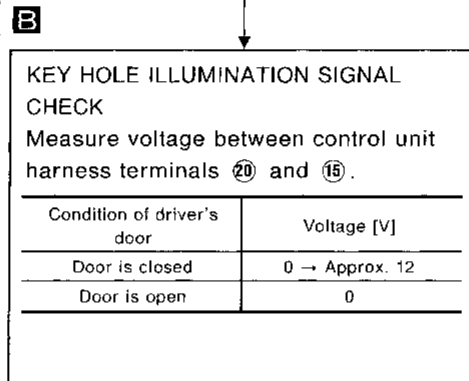 B
KEY HOLE ILLUMINATION SIGNAL
CHECK
Measure voltage between control unit
harness terminals ⑳ and ⑮.
Condition of driver's door | Voltage [V]
Door is closed | 0 → Approx. 12
Door is open | 0